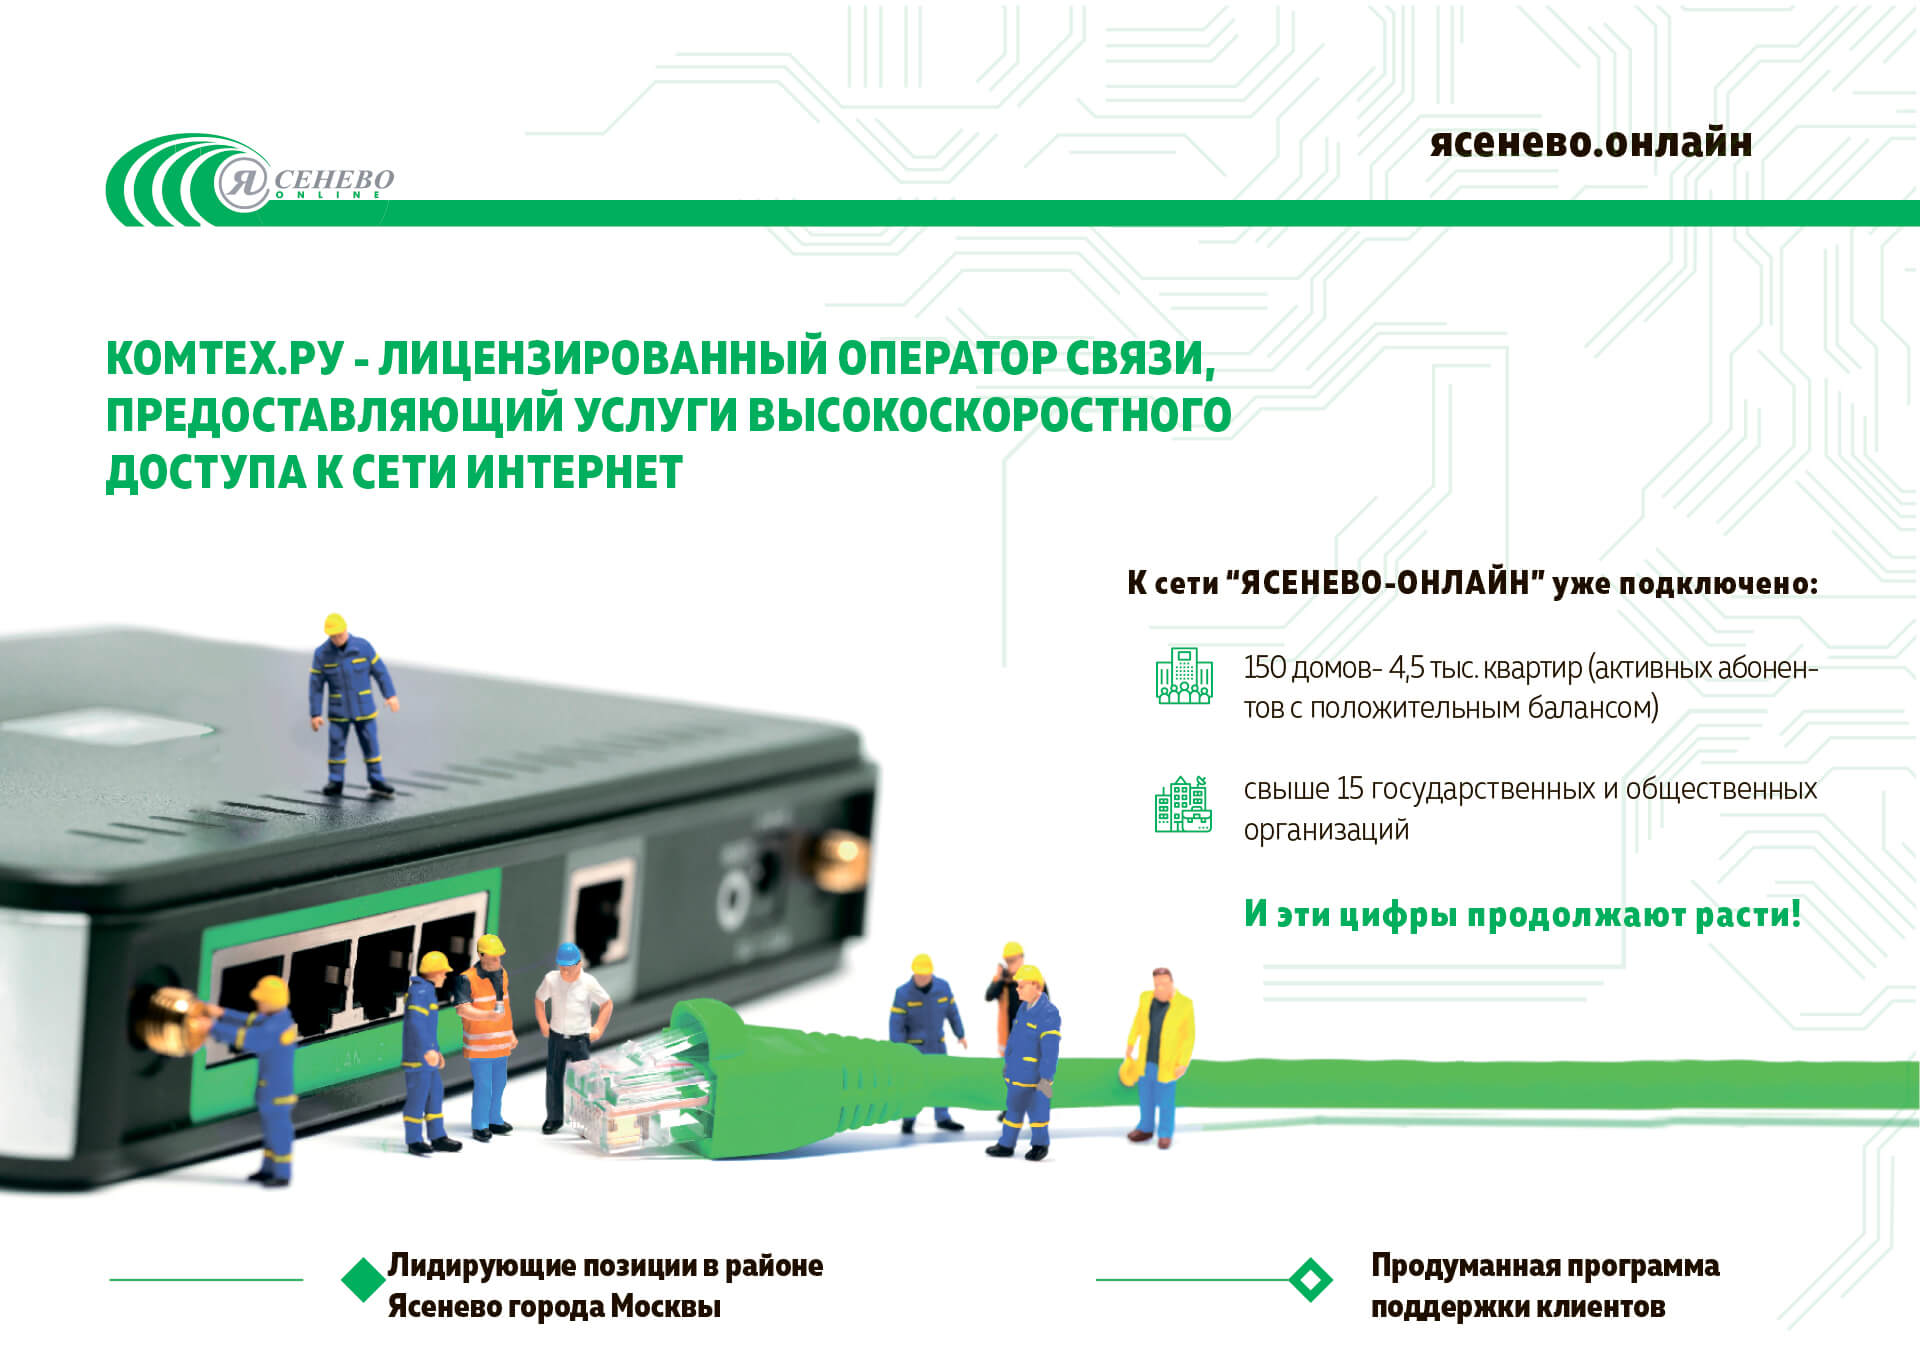 ясенево.онлайн
ЯСЕНЕВО
ONLINE
КОМТЕХ.РУ - ЛИЦЕНЗИРОВАННЫЙ ОПЕРАТОР СВЯЗИ,
ПРЕДОСТАВЛЯЮЩИЙ УСЛУГИ ВЫСОКОСКОРОСТНОГО
ДОСТУПА К СЕТИ ИНТЕРНЕТ
К сети “ЯСЕНЕВО-ОНЛАЙН” уже подключено:
150 домов- 4,5 тыс. квартир (активных абонен-
тов с положительным балансом)
свыше 15 государственных и общественных
организаций
И эти цифры продолжают расти!
LAN
Лидирующие позиции в районе
Ясенево города Москвы
Продуманная программа
поддержки клиентов